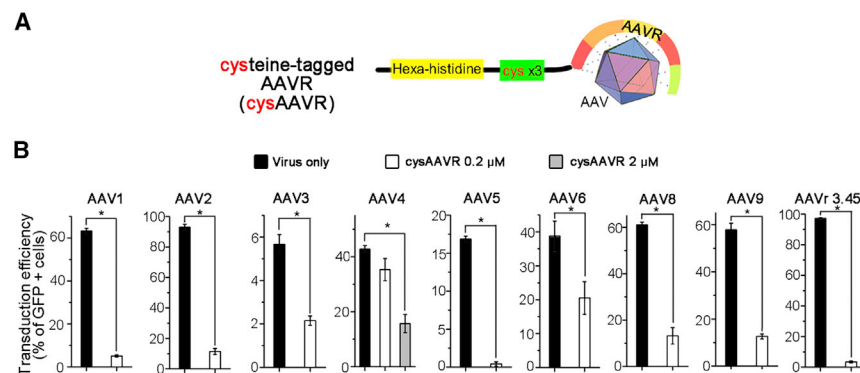 A
cysteine-tagged
AAVR
(cysAAVR)
Hexa-histidine
cys x3
AAVR
AAV
B
Virus only
cysAAVR 0.2 μM
cysAAVR 2 μM
Transduction efficiency
(% of GFP + cells)
AAV1
*
60
40
20
0
AAV2
*
100
80
60
40
20
0
AAV3
*
6
4
2
0
AAV4
*
40
20
0
AAV5
*
15
10
5
0
AAV6
*
40
30
20
10
0
AAV8
*
60
40
20
0
AAV9
*
60
40
20
0
AAVr 3.45
*
100
80
60
40
20
0